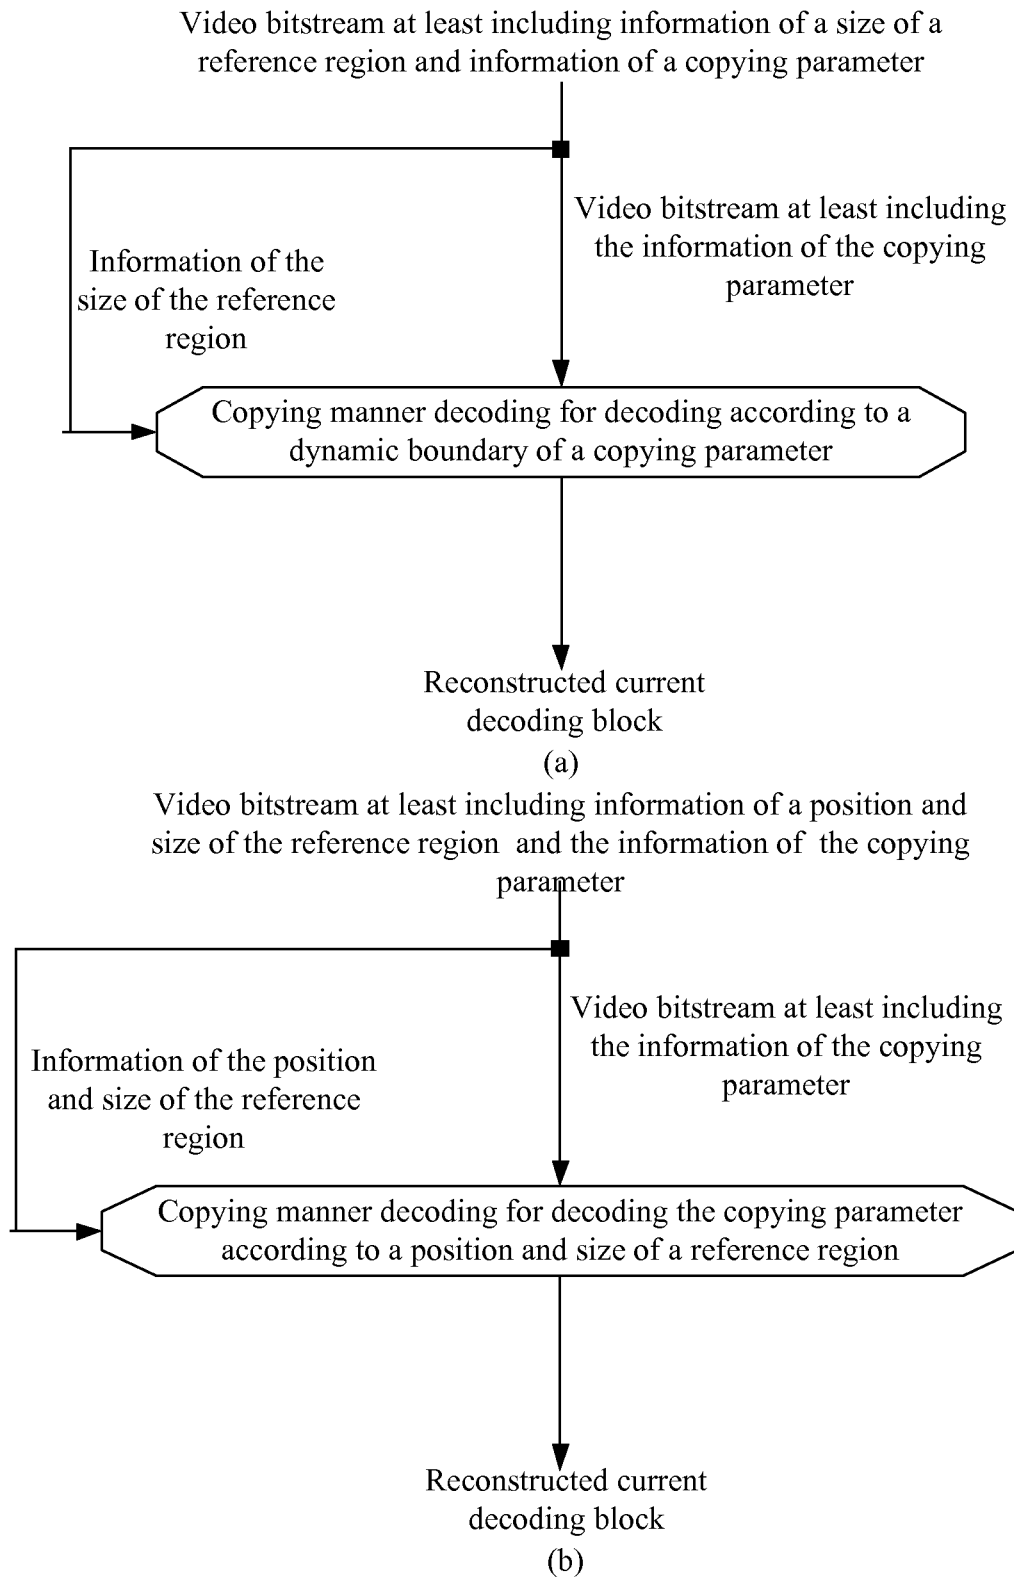 Video bitstream at least including information of a size of a
reference region and information of a copying parameter
Video bitstream at least including
the information of the copying
parameter
Information of the
size of the reference
region
Copying manner decoding for decoding according to a
dynamic boundary of a copying parameter
Reconstructed current
decoding block
(a)
Video bitstream at least including information of a position and
size of the reference region and the information of the copying
parameter
Video bitstream at least including
the information of the copying
parameter
Information of the position
and size of the reference
region
Copying manner decoding for decoding the copying parameter
according to a position and size of a reference region
Reconstructed current
decoding block
(b)